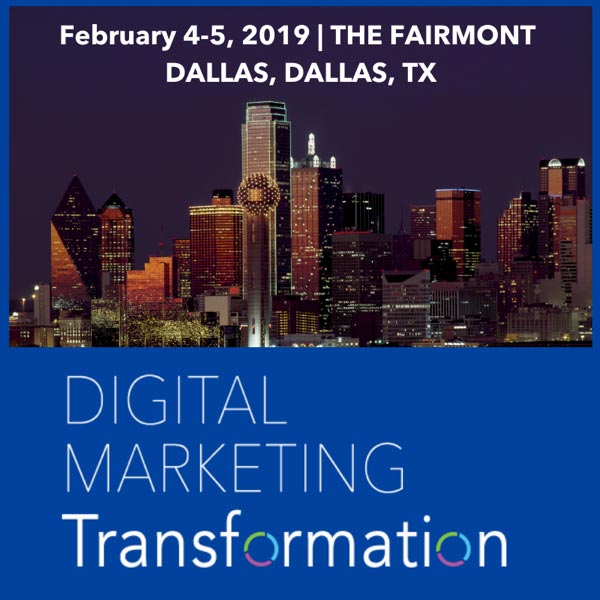 February 4-5, 2019 | THE FAIRMONT
DALLAS, DALLAS, TX
DIGITAL
MARKETING
Transformation